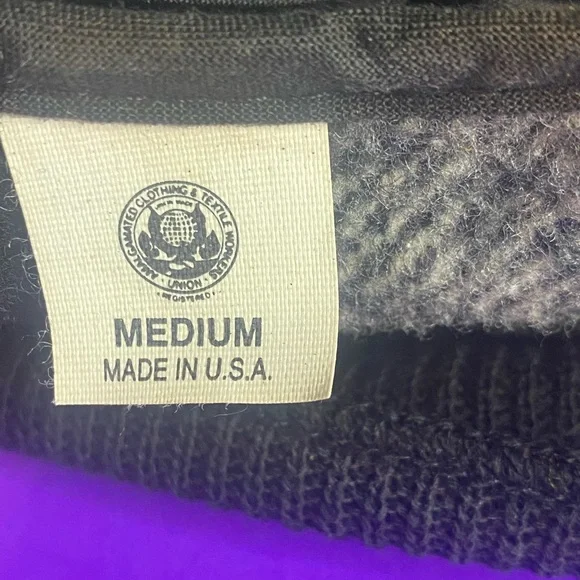 AMALGAMATED CLOTHING & TEXTILE WORKERS
UNION
REGISTERED
MEDIUM
MADE IN U.S.A.